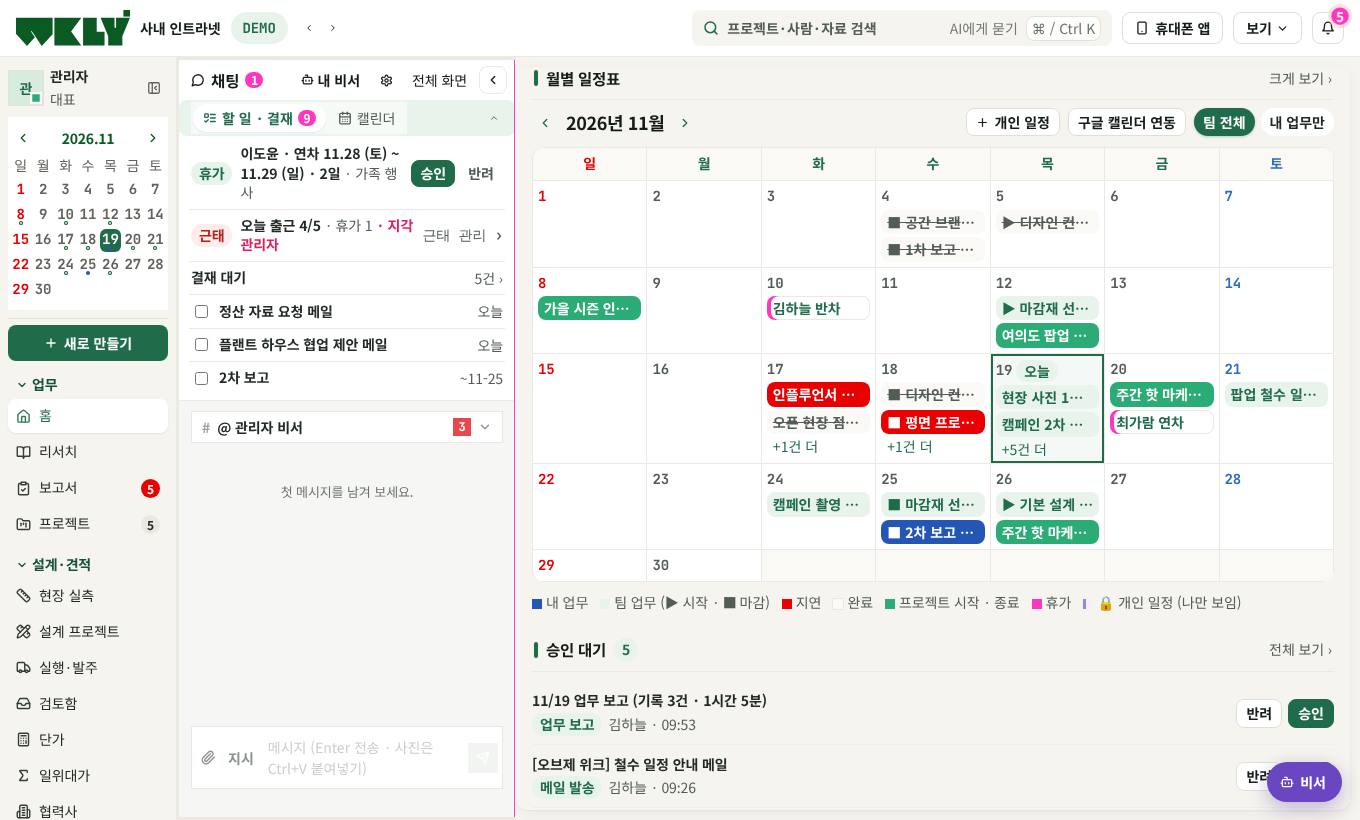 WKLY 사내 인트라넷 DEMO ‹ ›
프로젝트·사람·자료 검색 AI에게 묻기 ⌘ / Ctrl K
휴대폰 앱
보기
5
관 관리자
대표
‹ 2026.11 ›
일 월 화 수 목 금 토
1 2 3 4 5 6 7
8 9 10 11 12 13 14
15 16 17 18 19 20 21
22 23 24 25 26 27 28
29 30
+ 새로 만들기
업무
홈
리서치
보고서 5
프로젝트 5
설계·견적
현장 실측
설계 프로젝트
실행·발주
검토함
단가
Σ 일위대가
협력사
채팅 1 내 비서 전체 화면 ‹
할 일 · 결재 9 캘린더
휴가 이도윤 · 연차 11.28 (토) ~
11.29 (일) · 2일 · 가족 행
사
승인 반려
근태 오늘 출근 4/5 · 휴가 1 · 지각
관리자
근태 관리 ›
결재 대기 5건 ›
정산 자료 요청 메일 오늘
플랜트 하우스 협업 제안 메일 오늘
2차 보고 ~11-25
# @ 관리자 비서 3
첫 메시지를 남겨 보세요.
지시 메시지 (Enter 전송 · 사진은
Ctrl+V 붙여넣기)
월별 일정표 크게 보기 ›
‹ 2026년 11월 › + 개인 일정 구글 캘린더 연동 팀 전체 내 업무만
일 월 화 수 목 금 토
1 2 3 4 5 6 7
■ 공간 브랜… ▶ 디자인 컨…
■ 1차 보고 …
8 9 10 11 12 13 14
가을 시즌 인… 김하늘 반차 ▶ 마감재 선…
여의도 팝업 …
15 16 17 18 19 오늘 20 21
인플루언서 … ■ 디자인 컨… 현장 사진 1… 주간 핫 마케… 팝업 철수 일…
오픈 현장 점… ■ 평면 프로… 캠페인 2차 … 최가람 연차
+1건 더 +1건 더 +5건 더
22 23 24 25 26 27 28
캠페인 촬영 … ■ 마감재 선… ▶ 기본 설계 …
■ 2차 보고 … 주간 핫 마케…
29 30
내 업무 팀 업무 (▶ 시작 · ■ 마감) 지연 완료 프로젝트 시작 · 종료 휴가 🔒 개인 일정 (나만 보임)
승인 대기 5 전체 보기 ›
11/19 업무 보고 (기록 3건 · 1시간 5분)
업무 보고 김하늘 · 09:53
반려 승인
[오브제 위크] 철수 일정 안내 메일
메일 발송 김하늘 · 09:26
반려
비서